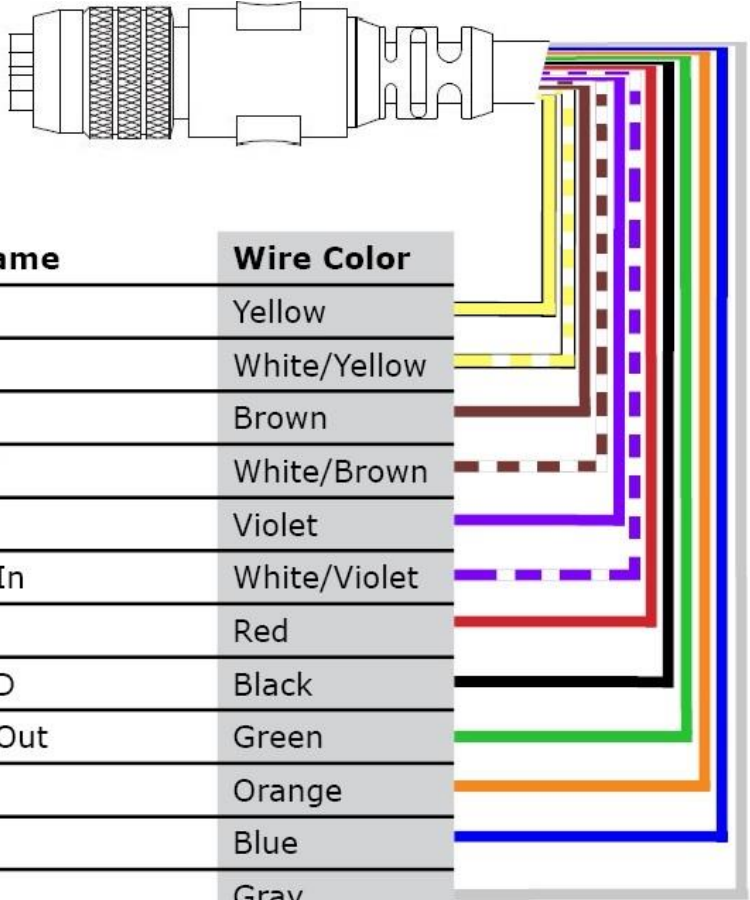 ame Wire Color
Yellow
White/Yellow
Brown
White/Brown
Violet
In White/Violet
Red
D Black
Out Green
Orange
Blue
Gray